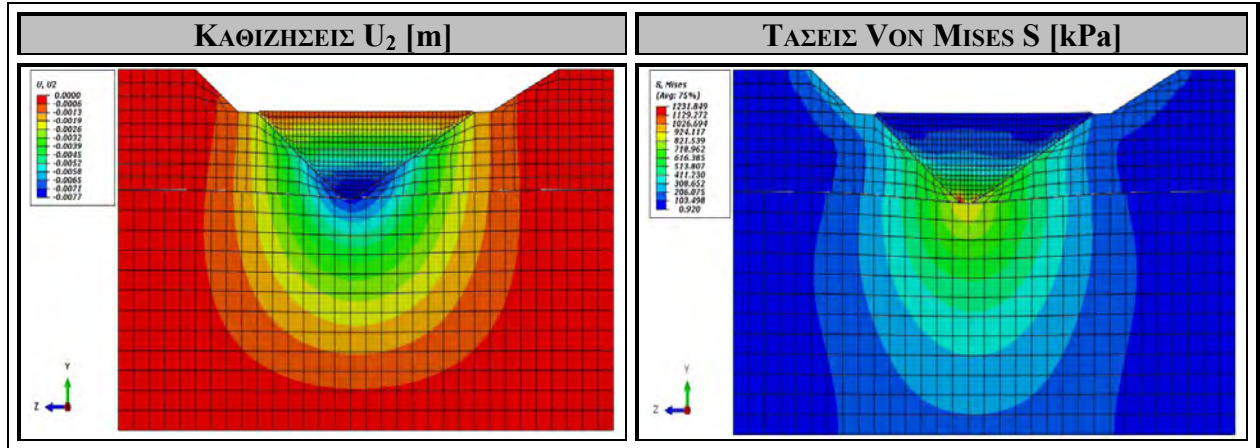 ΚΑΘΙΖΗΣΕΙΣ U2 [m]
ΤΑΣΕΙΣ VON MISES S [kPa]
U, U2
0.0000
-0.0006
-0.0013
-0.0019
-0.0026
-0.0032
-0.0039
-0.0045
-0.0052
-0.0058
-0.0065
-0.0071
-0.0077
Y
Z
S, Mises
(Avg: 75%)
1231.849
1129.272
1026.694
924.117
821.539
718.962
616.385
513.807
411.230
308.652
206.075
103.498
0.920
Y
Z